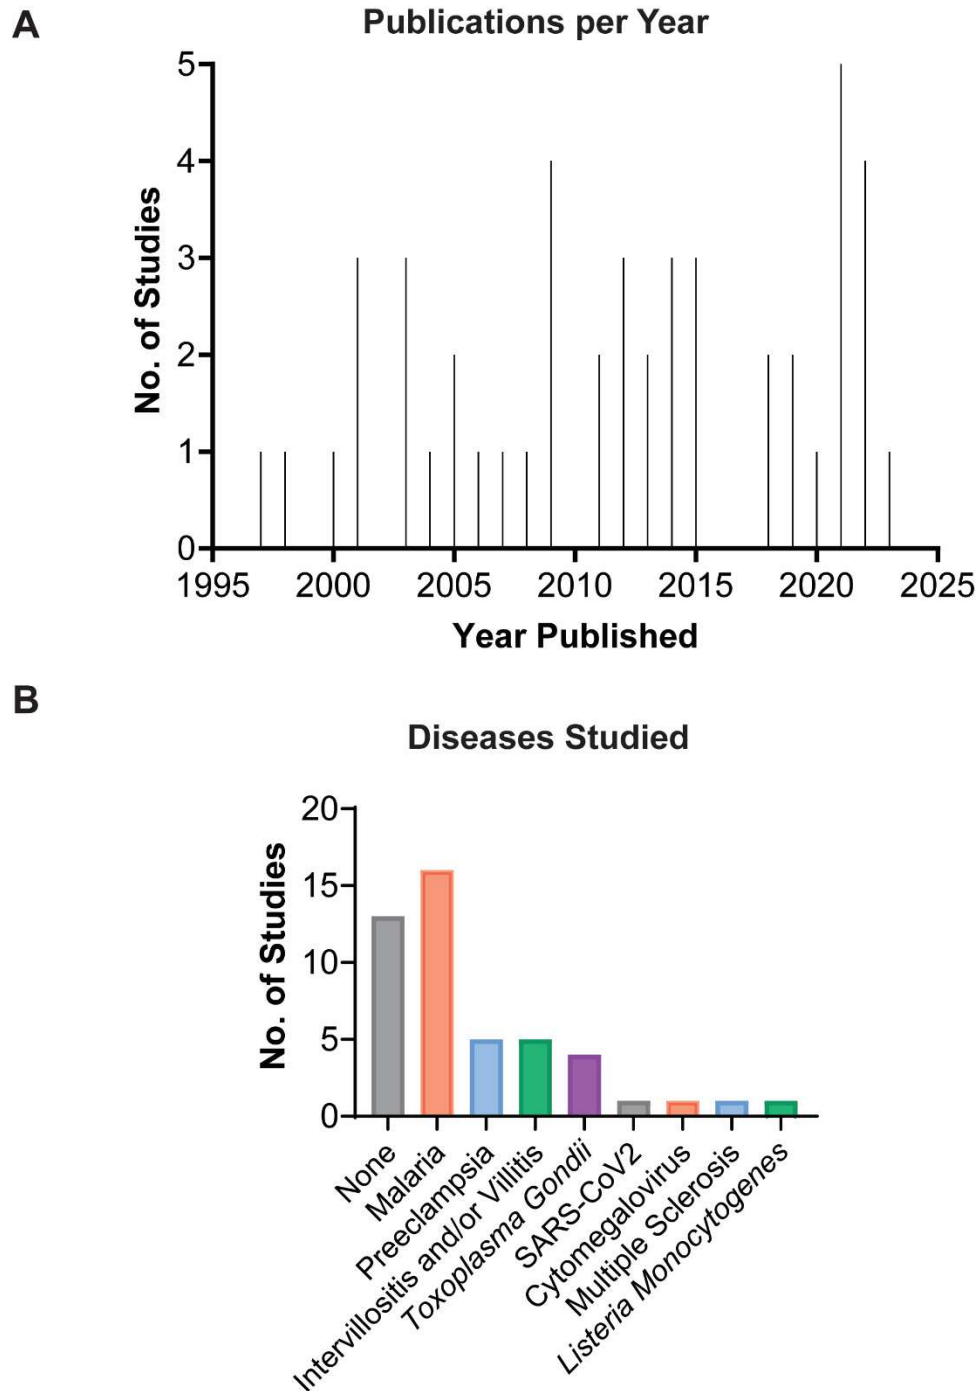 A
Publications per Year
No. of Studies
5
4
3
2
1
0
1995 2000 2005 2010 2015 2020 2025
Year Published
B
Diseases Studied
No. of Studies
20
15
10
5
0
None
Malaria
Preeclampsia
Intervillositis and/or Villitis
Toxoplasma Gondii
SARS-CoV2
Cytomegalovirus
Multiple Sclerosis
Listeria Monocytogenes